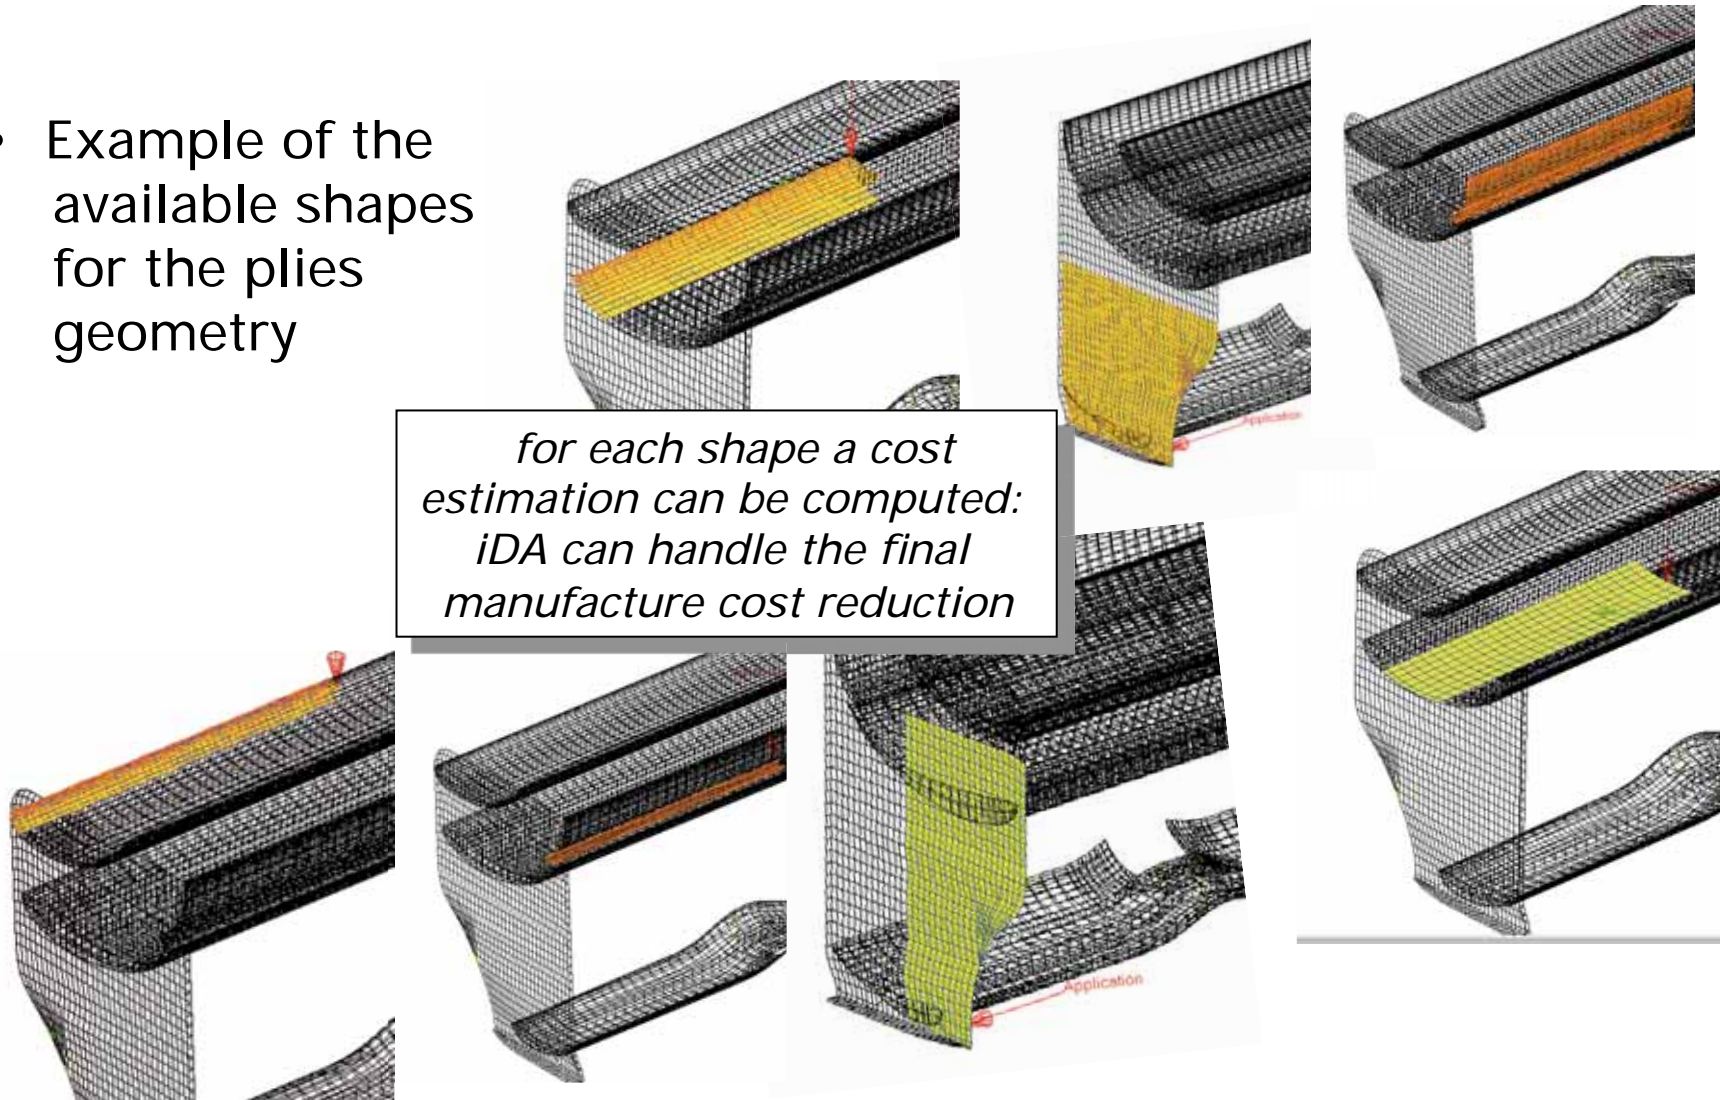 • Example of the
available shapes
for the plies
geometry
Application
for each shape a cost
estimation can be computed:
iDA can handle the final
manufacture cost reduction
Application